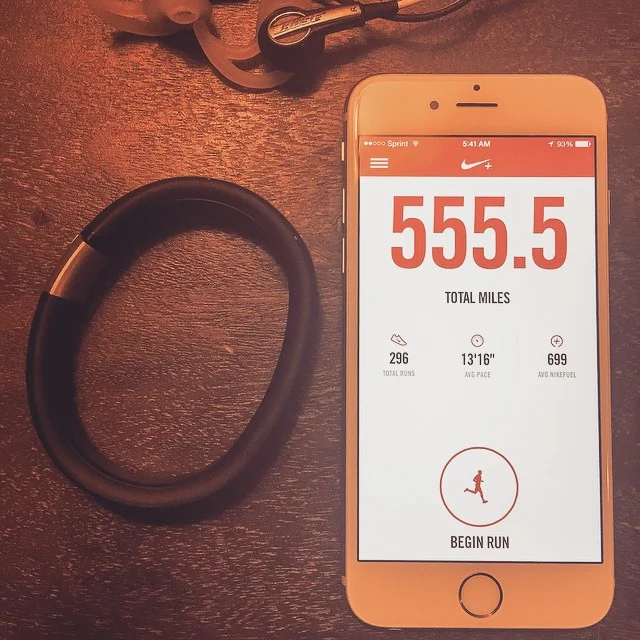 BOSE
Sprint 5:41 AM 93%
555.5
TOTAL MILES
296 13'16" 699
TOTAL RUNS AVG PACE AVG NIKEFUEL
BEGIN RUN